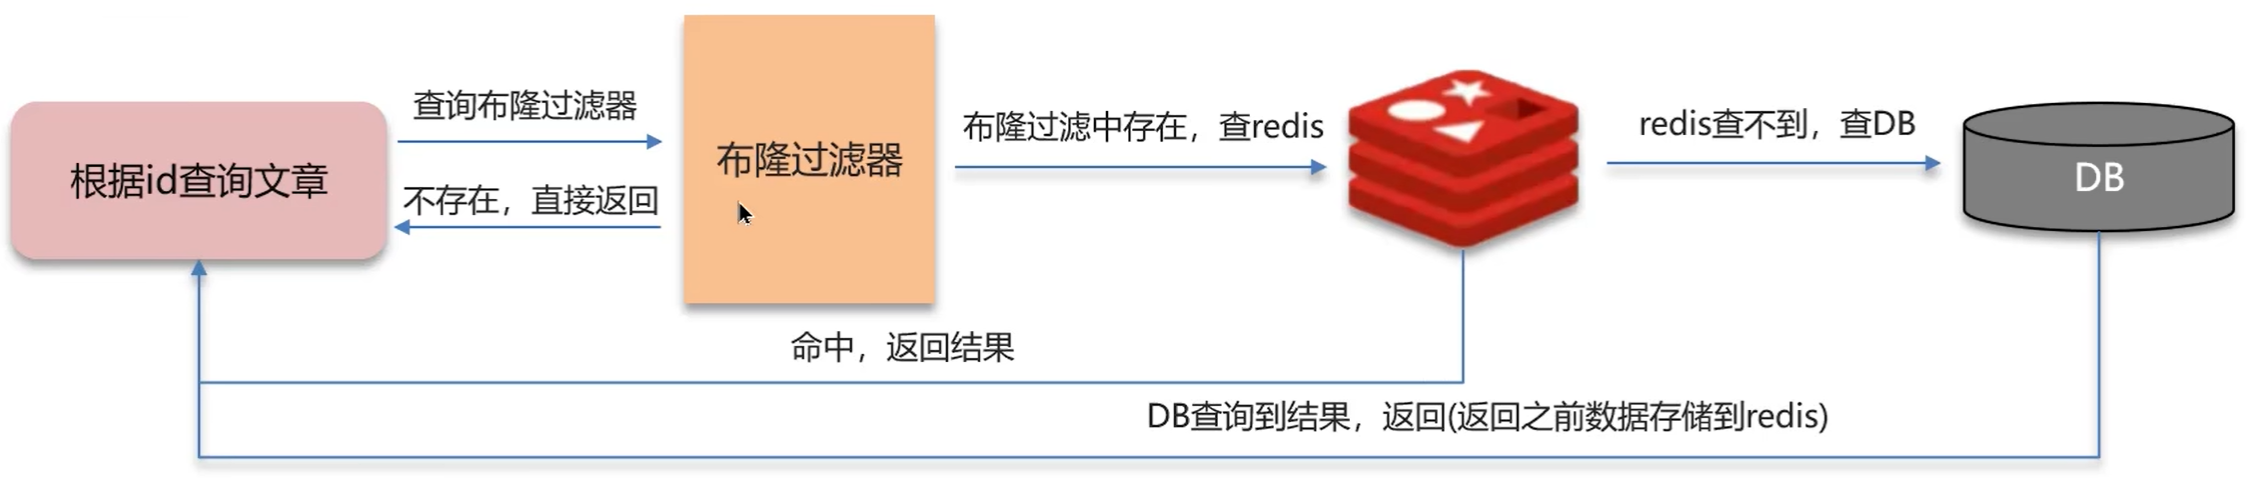 根据id查询文章
查询布隆过滤器
不存在，直接返回
布隆过滤器
布隆过滤中存在，查redis
redis查不到，查DB
DB
命中，返回结果
DB查询到结果，返回(返回之前数据存储到redis)